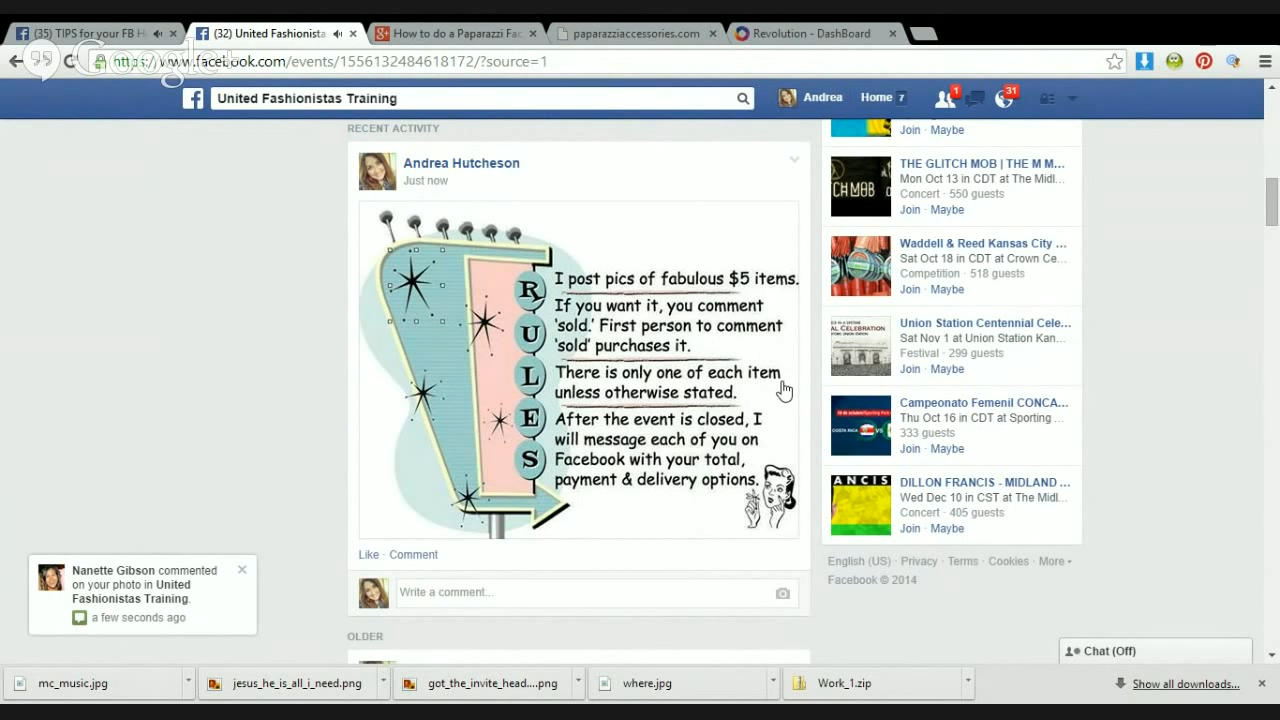 (35) TIPS for your FB H
(32) United Fashionista
How to do a Paparazzi Fac
paparazziaccessories.com
Revolution - DashBoard
Google+
https://www.facebook.com/events/1556132484618172/?source=1
United Fashionistas Training
Andrea
Home 7
1
31
RECENT ACTIVITY
Andrea Hutcheson
Just now
RULES
I post pics of fabulous $5 items.
If you want it, you comment
'sold.' First person to comment
'sold' purchases it.
There is only one of each item
unless otherwise stated.
After the event is closed, I
will message each of you on
Facebook with your total,
payment & delivery options.
Like · Comment
Write a comment...
OLDER
Join · Maybe
THE GLITCH MOB | THE M M...
Mon Oct 13 in CDT at The Midl...
Concert · 550 guests
Join · Maybe
Waddell & Reed Kansas City ...
Sat Oct 18 in CDT at Crown Ce...
Competition · 518 guests
Join · Maybe
Union Station Centennial Cele...
Sat Nov 1 at Union Station Kan...
Festival · 299 guests
Join · Maybe
Campeonato Femenil CONCA...
Thu Oct 16 in CDT at Sporting ...
333 guests
Join · Maybe
DILLON FRANCIS - MIDLAND ...
Wed Dec 10 in CST at The Midl...
Concert · 405 guests
Join · Maybe
English (US) · Privacy · Terms · Cookies · More
Facebook © 2014
Nanette Gibson commented
on your photo in United
Fashionistas Training.
a few seconds ago
Chat (Off)
mc_music.jpg
jesus_he_is_all_i_need.png
got_the_invite_head....png
where.jpg
Work_1.zip
Show all downloads...